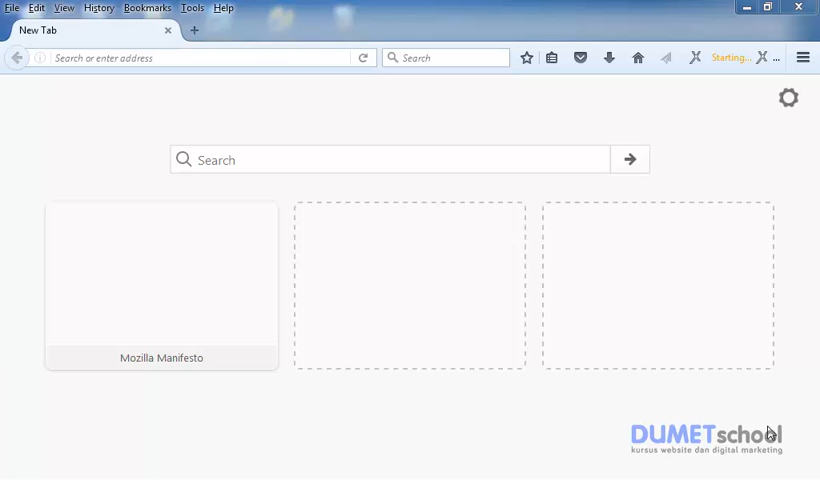 File Edit View History Bookmarks Tools Help
New Tab
Search or enter address
Search
Starting...
...
Search
Mozilla Manifesto
DUMETschool
kursus website dan digital marketing